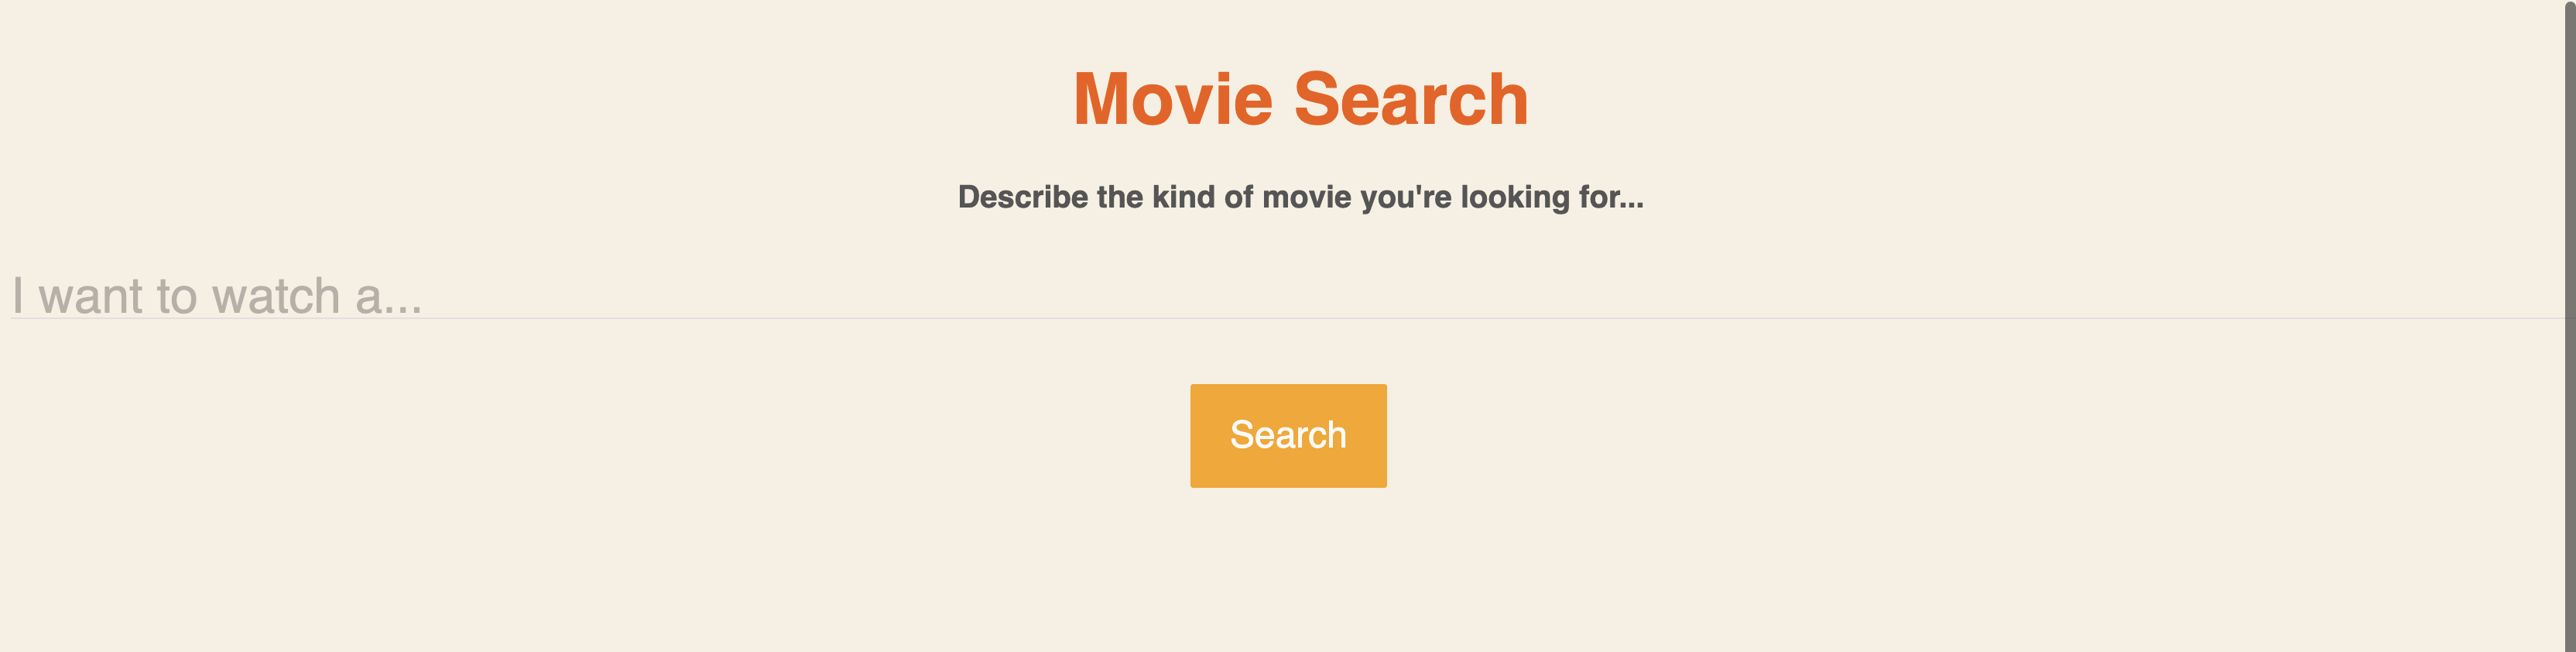 Movie Search
Describe the kind of movie you're looking for...
I want to watch a...
Search